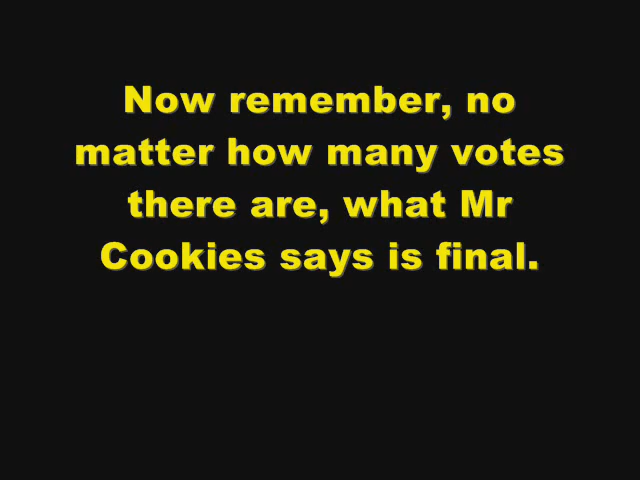 Now remember, no
matter how many votes
there are, what Mr
Cookies says is final.